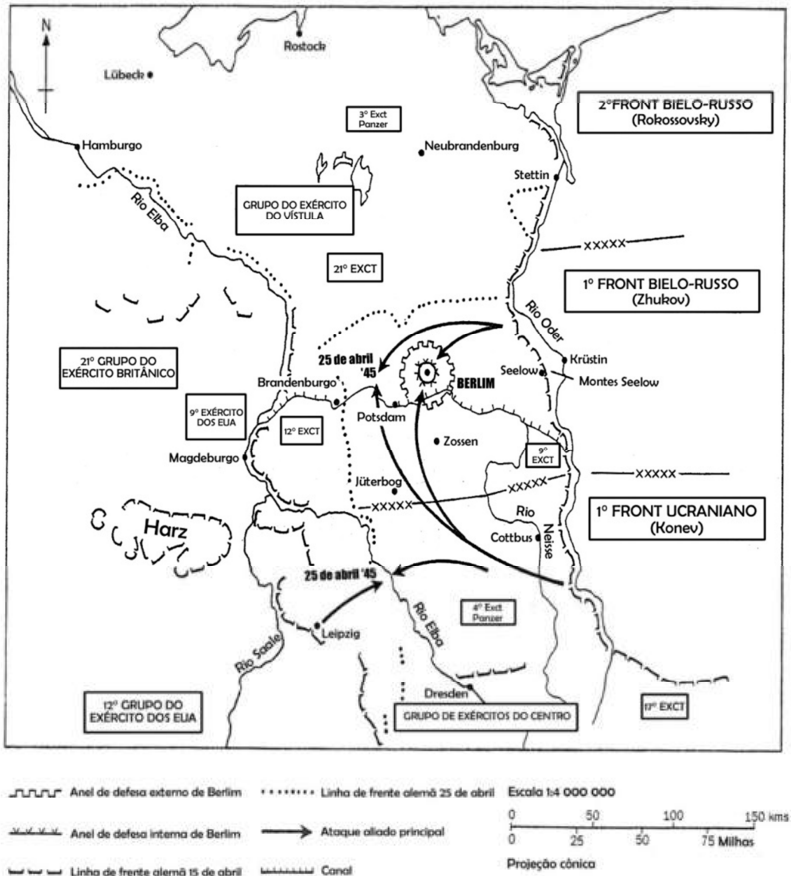 N
Rostock
Lübeck
3º Exct
Panzer
2ºFRONT BIELO-RUSSO
(Rokossovsky)
Hamburgo
Neubrandenburg
Stettin
Rio Elba
GRUPO DO EXÉRCITO
DO VÍSTULA
XXXXX
21º EXCT
1º FRONT BIELO-RUSSO
(Zhukov)
Rio Oder
21º GRUPO DO
EXÉRCITO BRITÂNICO
25 de abril
'45
Krüstin
Brandenburgo
BERLIM
Seelow
Montes Seelow
9º EXÉRCITO
DOS EUA
12º EXCT
Potsdam
Zossen
9º
EXCT
Magdeburgo
Jüterbog
XXXXX
XXXXX
XXXXX
Rio
Neisse
1º FRONT UCRANIANO
(Konev)
Harz
Cottbus
25 de abril '45
4º Exct
Panzer
Rio Elba
Leipzig
Rio Saale
Dresden
12º GRUPO DO
EXÉRCITO DOS EUA
GRUPO DE EXÉRCITOS DO CENTRO
17º EXCT
Anel de defesa externo de Berlim
Linha de frente alemã 25 de abril
Escala 1:4 000 000
Anel de defesa interna de Berlim
Ataque aliado principal
0 50 100 150 kms
0 25 50 75 Milhas
Linha de frente alemã 15 de abril
Canal
Projeção cônica